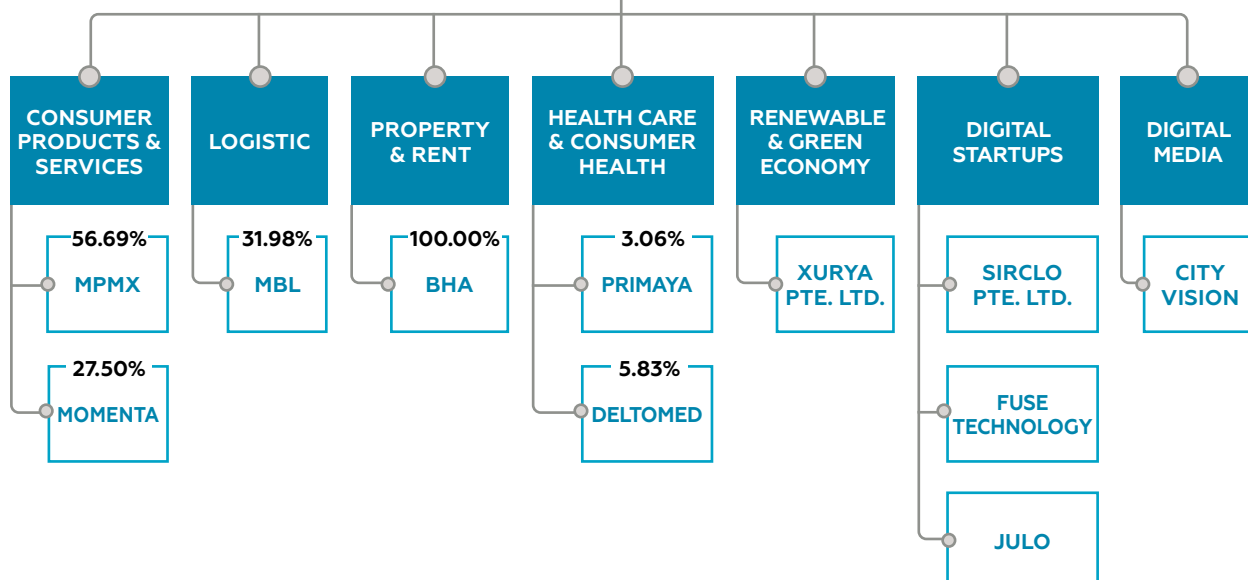 CONSUMER
PRODUCTS &
SERVICES
LOGISTIC
PROPERTY
& RENT
HEALTH CARE
& CONSUMER
HEALTH
RENEWABLE
& GREEN
ECONOMY
DIGITAL
STARTUPS
DIGITAL
MEDIA
56.69%
MPMX
27.50%
MOMENTA
31.98%
MBL
100.00%
BHA
3.06%
PRIMAYA
5.83%
DELTOMED
XURYA
PTE. LTD.
SIRCLO
PTE. LTD.
FUSE
TECHNOLOGY
JULO
CITY
VISION